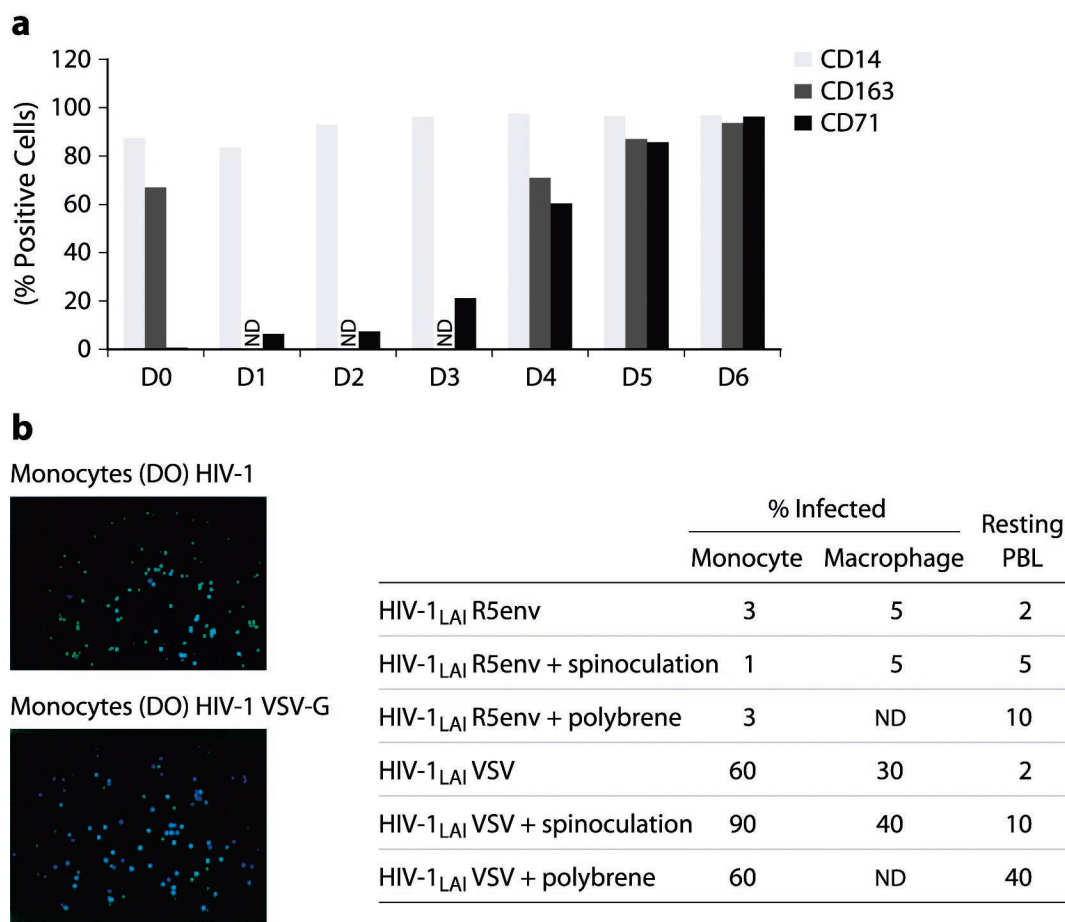 a
120
100
80
60
40
20
0
(% Positive Cells)
CD14
CD163
CD71
ND
ND
ND
D0 D1 D2 D3 D4 D5 D6
b
Monocytes (DO) HIV-1
Monocytes (DO) HIV-1 VSV-G
% Infected Resting
Monocyte Macrophage PBL
HIV-1LAI R5env 3 5 2
HIV-1LAI R5env + spinoculation 1 5 5
HIV-1LAI R5env + polybrene 3 ND 10
HIV-1LAI VSV 60 30 2
HIV-1LAI VSV + spinoculation 90 40 10
HIV-1LAI VSV + polybrene 60 ND 40